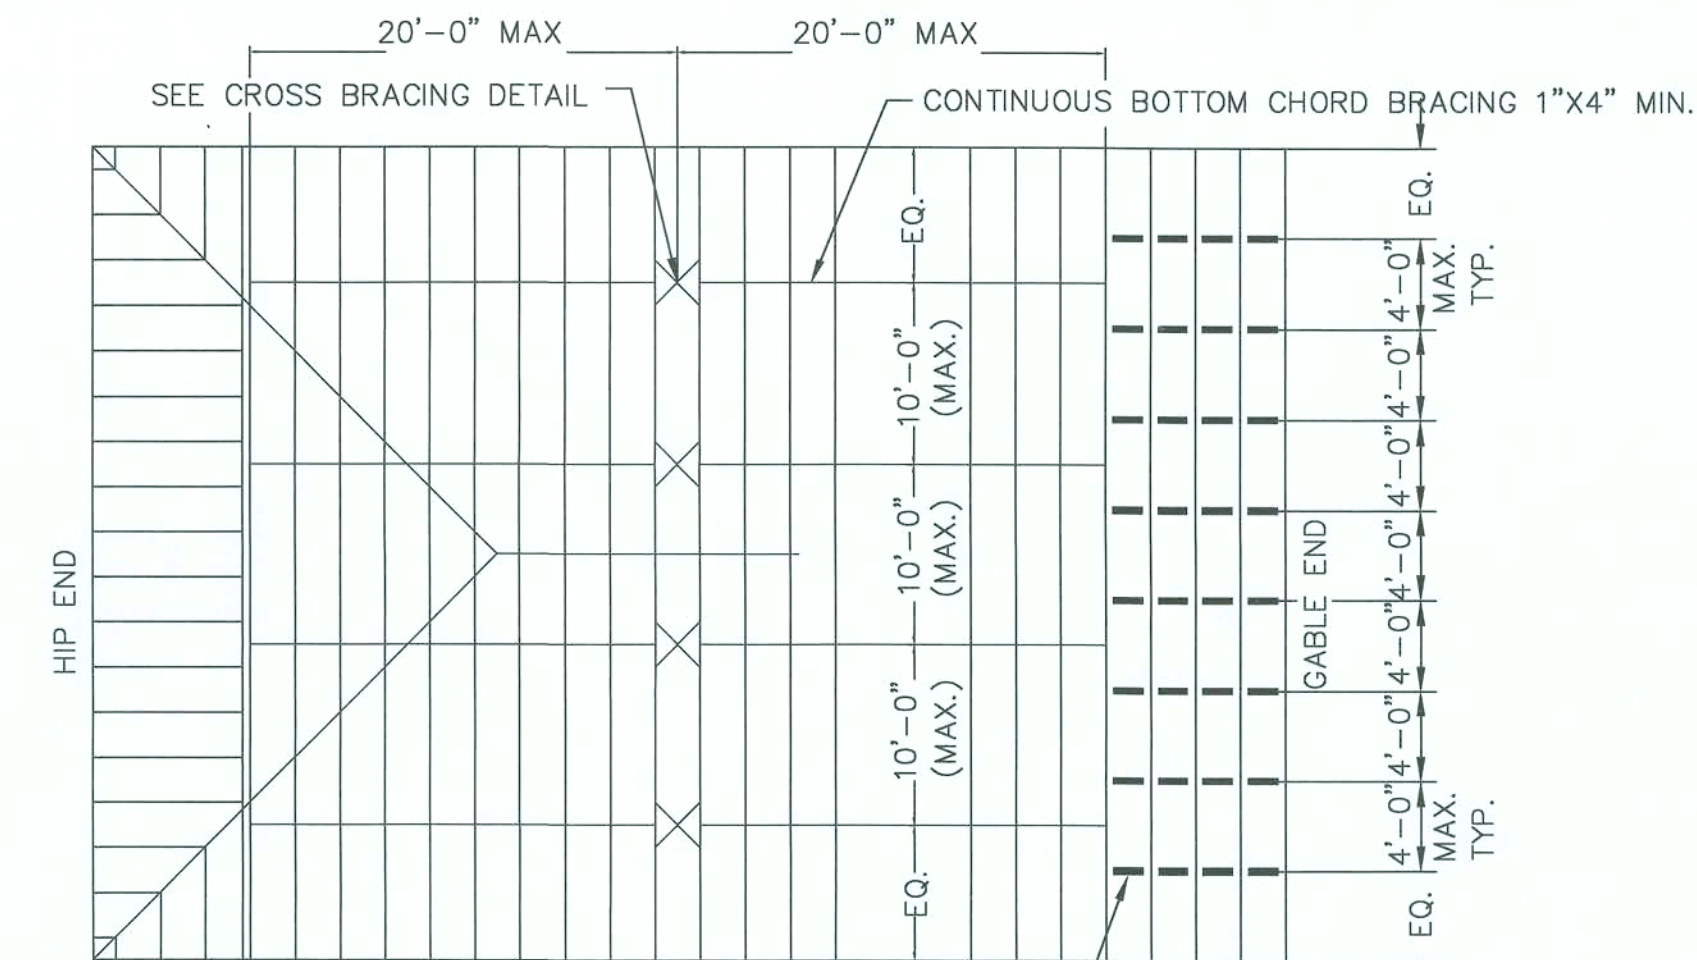 20'-0" MAX
20'-0" MAX
SEE CROSS BRACING DETAIL
CONTINUOUS BOTTOM CHORD BRACING 1"X4" MIN.
EQ.
10'-0"
(MAX.)
10'-0"
(MAX.)
10'-0"
(MAX.)
EQ.
HIP END
GABLE END
EQ.
4'-0"
MAX.
TYP.
4'-0"
4'-0"
4'-0"
4'-0"
4'-0"
4'-0"
MAX.
TYP.
EQ.